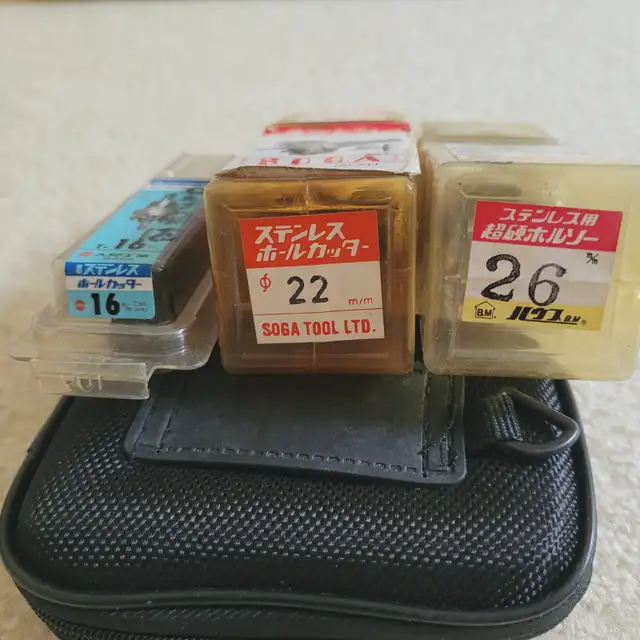 16
ステンレス
ホールカッター
16
ステンレス
ホールカッター
φ 22 m/m
SOGA TOOL LTD.
ステンレス用
超硬ホルソー
26 m/m
B.M ハウス B.M